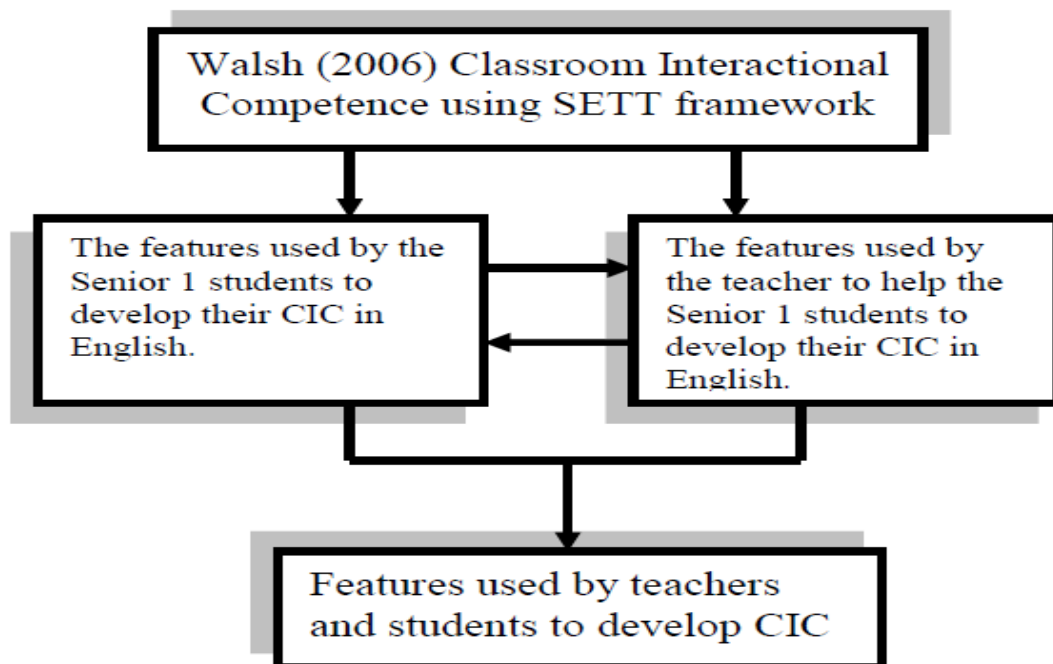 Walsh (2006) Classroom Interactional
Competence using SETT framework
The features used by the
Senior 1 students to
develop their CIC in
English.
The features used by
the teacher to help the
Senior 1 students to
develop their CIC in
English.
Features used by teachers
and students to develop CIC